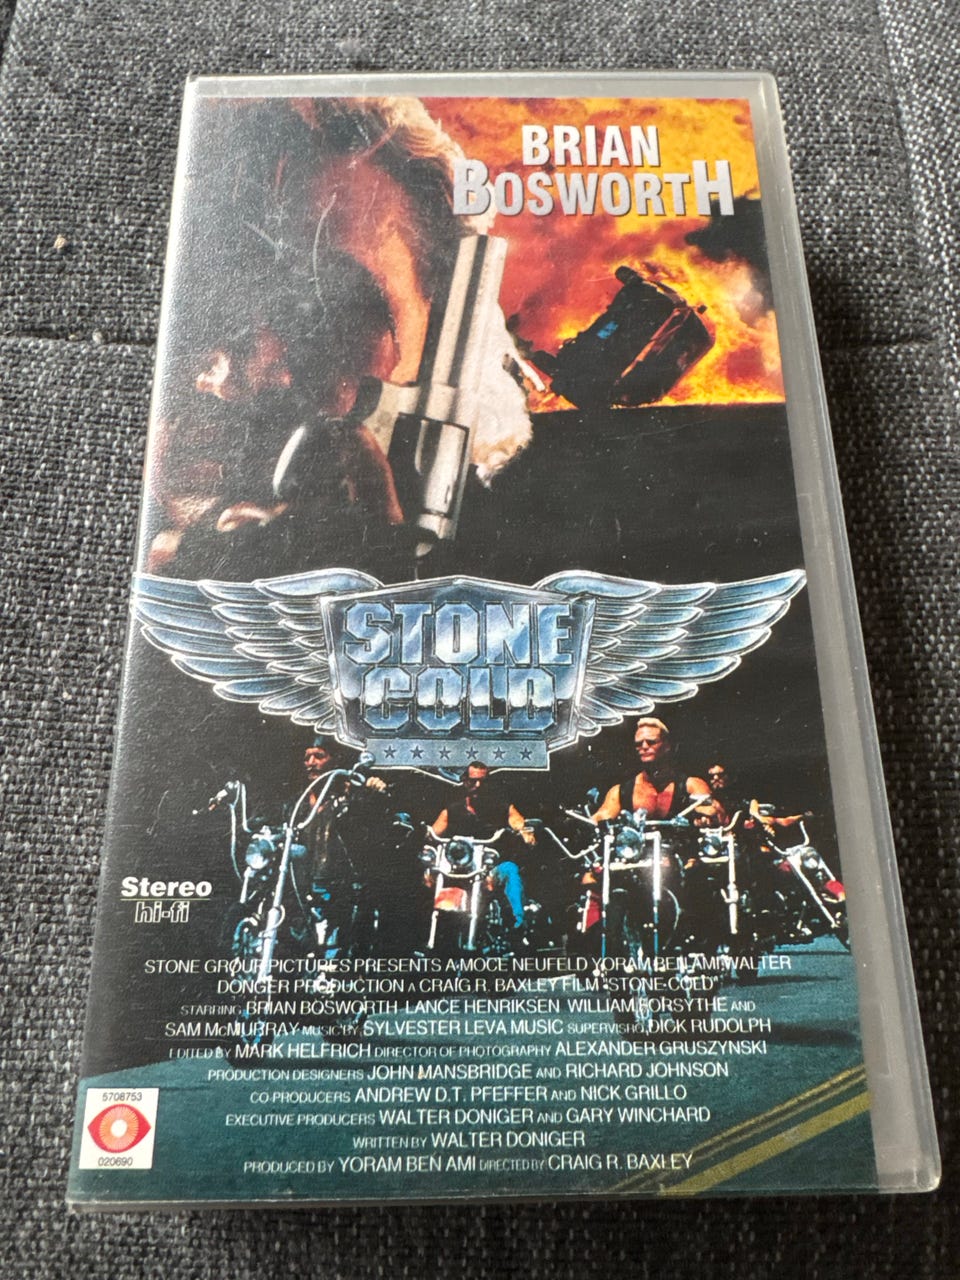 BRIAN
BOSWORTH
STONE
COLD
Stereo
hi-fi
STONE GROUP PICTURES PRESENTS A MOCE NEUFELD YORAM BEN AMI WALTER
DONGER PRODUCTION A CRAIG R. BAXLEY FILM "STONE-COLD"
STARRING BRIAN BOSWORTH LANCE HENRIKSEN WILLIAM FORSYTHE AND
SAM McMURRAY MUSIC BY SYLVESTER LEVA MUSIC SUPERVISHO DICK RUDOLPH
EDITED BY MARK HELFRICH DIRECTOR OF PHOTOGRAPHY ALEXANDER GRUSZYNSKI
PRODUCTION DESIGNERS JOHN MANSBRIDGE AND RICHARD JOHNSON
CO-PRODUCERS ANDREW D.T. PFEFFER AND NICK GRILLO
EXECUTIVE PRODUCERS WALTER DONIGER AND GARY WINCHARD
WRITTEN BY WALTER DONIGER
PRODUCED BY YORAM BEN AMI DIRECTED BY CRAIG R. BAXLEY
5708753
020690